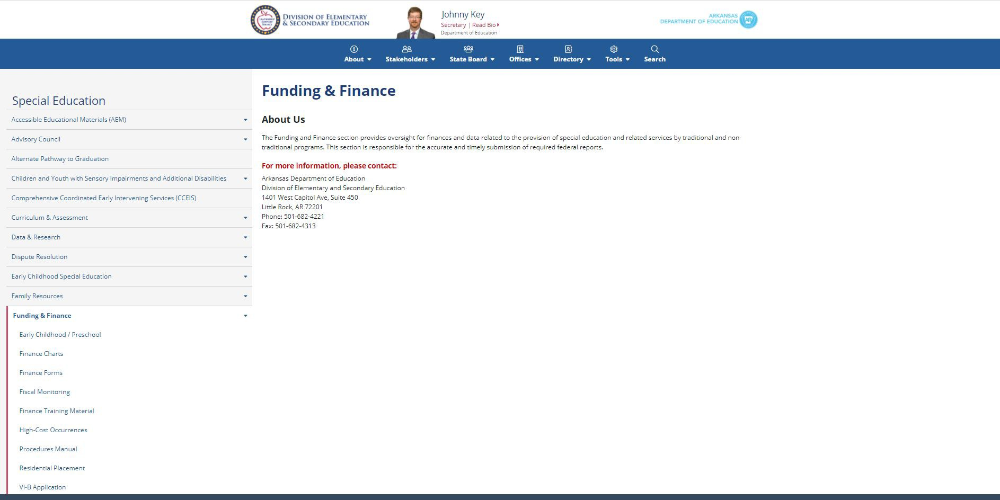 LEADERSHIP
SUPPORT
SERVICE
DIVISION OF ELEMENTARY
& SECONDARY EDUCATION
Johnny Key
Secretary | Read Bio
Department of Education
ARKANSAS
DEPARTMENT OF EDUCATION
AR
About
Stakeholders
State Board
Offices
Directory
Tools
Search
Special Education
Accessible Educational Materials (AEM)
Advisory Council
Alternate Pathway to Graduation
Children and Youth with Sensory Impairments and Additional Disabilities
Comprehensive Coordinated Early Intervening Services (CCEIS)
Curriculum & Assessment
Data & Research
Dispute Resolution
Early Childhood Special Education
Family Resources
Funding & Finance
Early Childhood / Preschool
Finance Charts
Finance Forms
Fiscal Monitoring
Finance Training Material
High-Cost Occurrences
Procedures Manual
Residential Placement
VI-B Application
Funding & Finance
About Us
The Funding and Finance section provides oversight for finances and data related to the provision of special education and related services by traditional and non-
traditional programs. This section is responsible for the accurate and timely submission of required federal reports.
For more information, please contact:
Arkansas Department of Education
Division of Elementary and Secondary Education
1401 West Capitol Ave, Suite 450
Little Rock, AR 72201
Phone: 501-682-4221
Fax: 501-682-4313